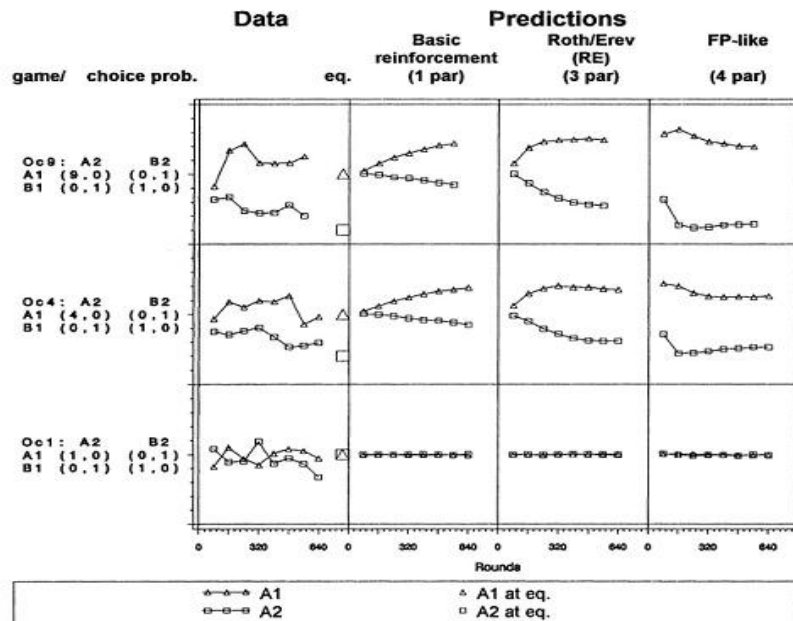 Data Predictions
Basic Roth/Erev FP-like
reinforcement (RE)
game/ choice prob. eq. (1 par) (3 par) (4 par)
Oc9: A2 B2
A1 (9,0) (0,1)
B1 (0,1) (1,0)
Oc4: A2 B2
A1 (4,0) (0,1)
B1 (0,1) (1,0)
Oc1: A2 B2
A1 (1,0) (0,1)
B1 (0,1) (1,0)
0 320 640 0 320 640 0 320 640 0 320 640
Rounds
A1 A1 at eq.
A2 A2 at eq.